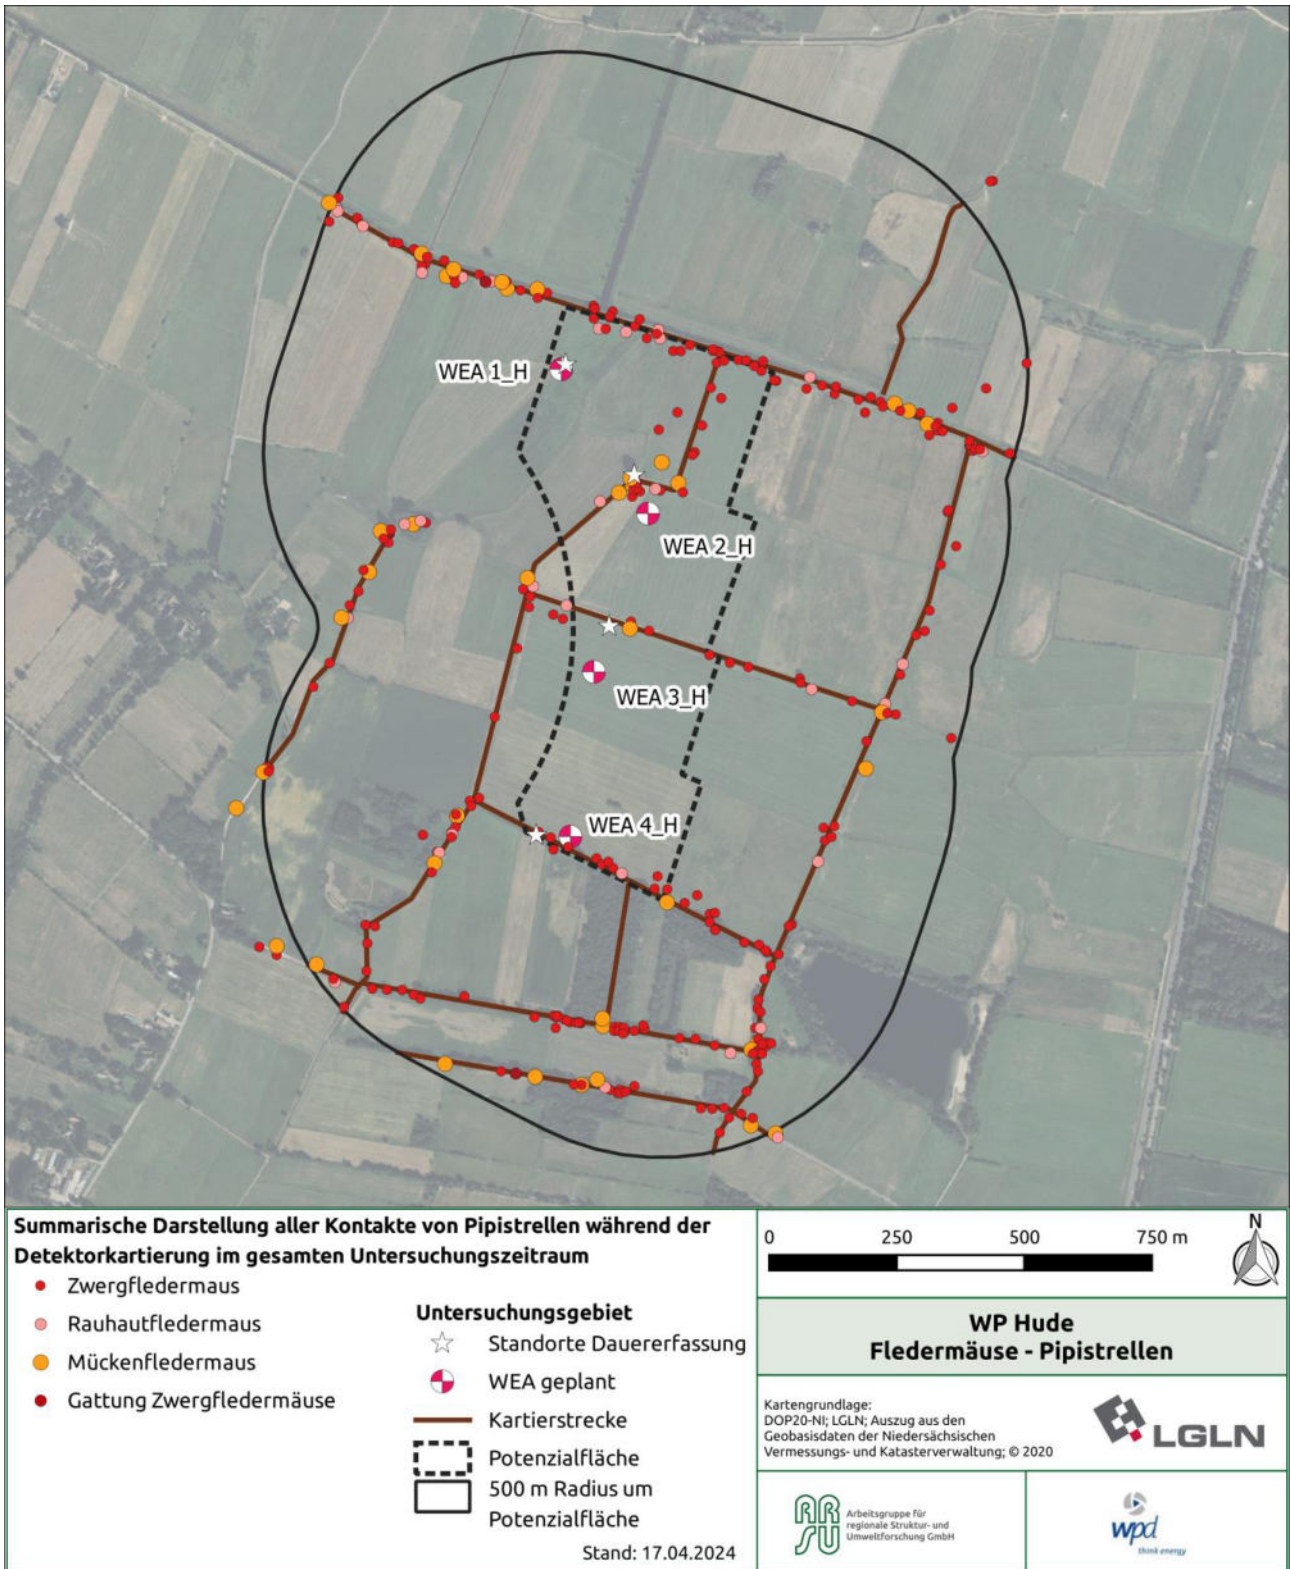 WEA 1_H
WEA 2_H
WEA 3_H
WEA 4_H
Summarische Darstellung aller Kontakte von Pipistrellen während der
Detektorkartierung im gesamten Untersuchungszeitraum
Zwergfledermaus
Rauhautfledermaus
Mückenfledermaus
Gattung Zwergfledermäuse
Untersuchungsgebiet
Standorte Dauererfassung
WEA geplant
Kartierstrecke
Potenzialfläche
500 m Radius um
Potenzialfläche
Stand: 17.04.2024
0 250 500 750 m
N
WP Hude
Fledermäuse - Pipistrellen
Kartengrundlage:
DOP20-NI; LGLN; Auszug aus den
Geobasisdaten der Niedersächsischen
Vermessungs- und Katasterverwaltung; © 2020
LGLN
ARSU
Arbeitsgruppe für
regionale Struktur- und
Umweltforschung GmbH
wpd
think energy